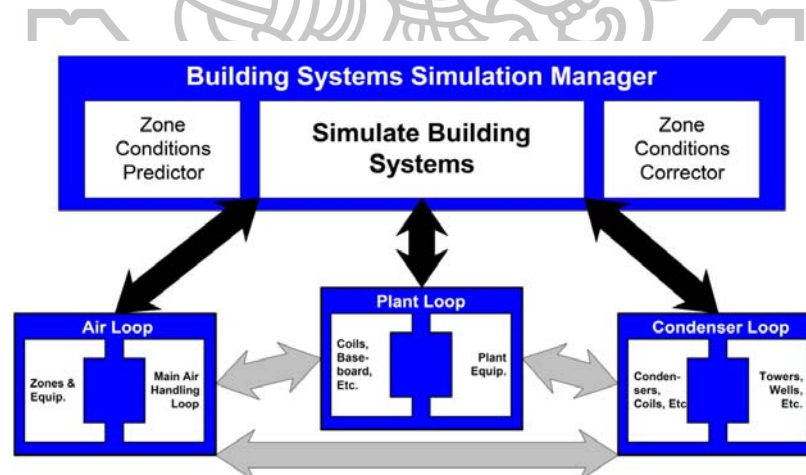 Building Systems Simulation Manager
Zone
Conditions
Predictor
Simulate Building
Systems
Zone
Conditions
Corrector
Air Loop
Zones &
Equip.
Main Air
Handling
Loop
Plant Loop
Coils,
Base-
board,
Etc.
Plant
Equip.
Condenser Loop
Conden-
sers,
Coils, Etc
Towers,
Wells,
Etc.